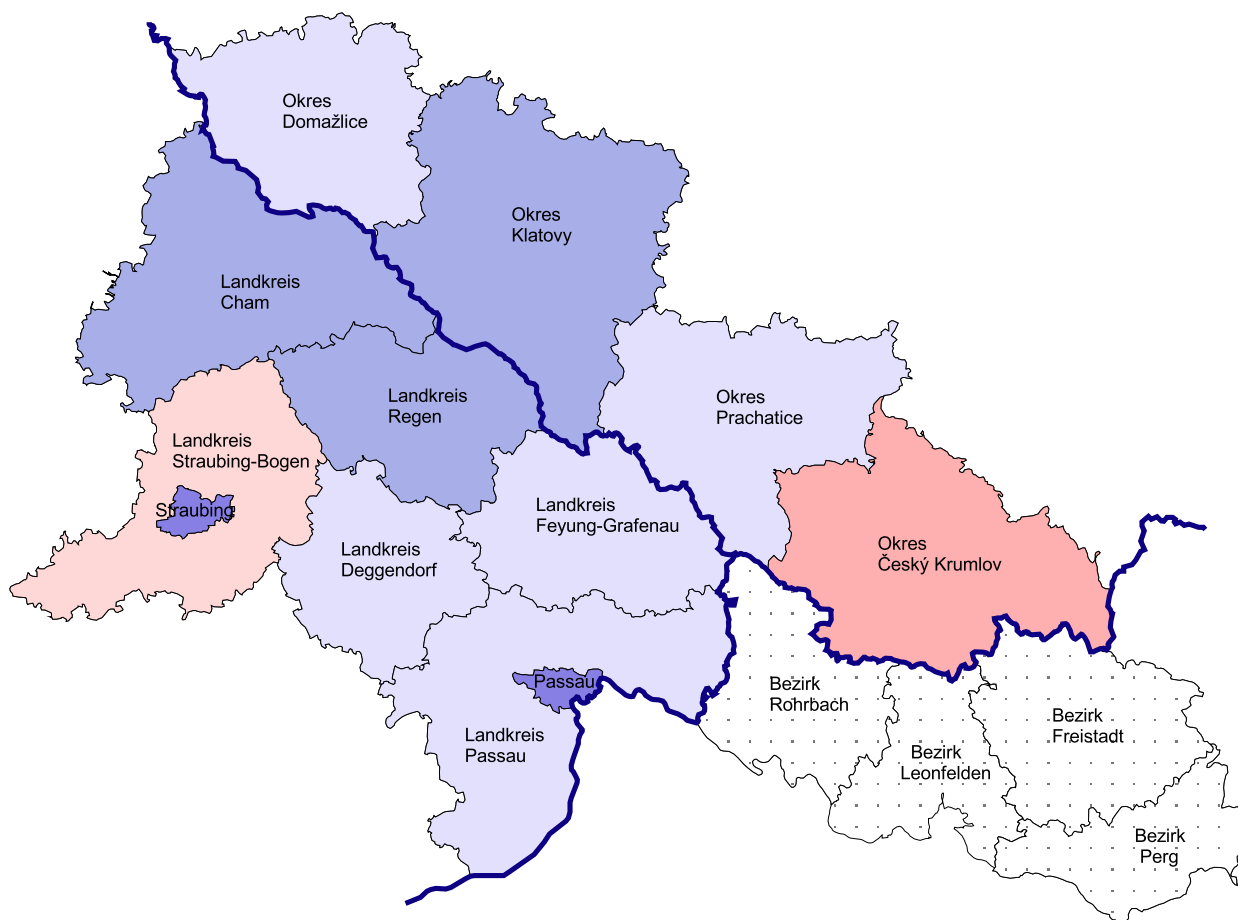 Okres
Domažlice
Okres
Klatovy
Landkreis
Cham
Landkreis
Regen
Okres
Prachatice
Landkreis
Straubing-Bogen
Straubing
Landkreis
Feyung-Grafenau
Landkreis
Deggendorf
Okres
Český Krumlov
Passau
Bezirk
Rohrbach
Landkreis
Passau
Bezirk
Freistadt
Bezirk
Leonfelden
Bezirk
Perg